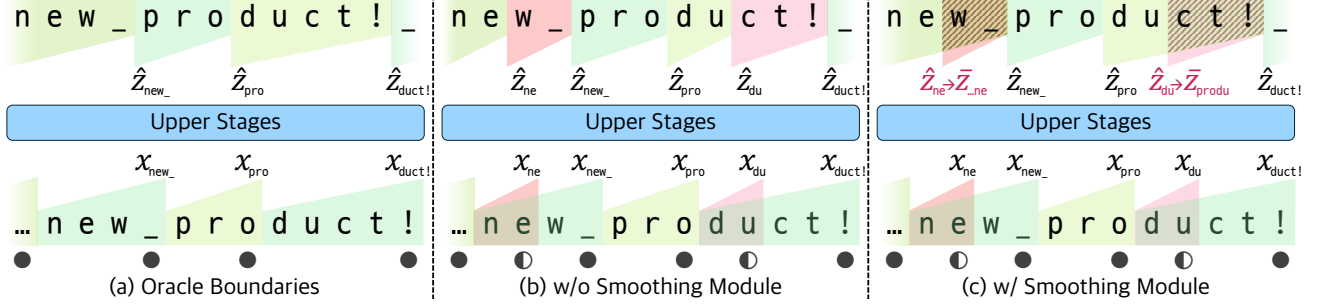 new_product!_
ẑnew_ ẑpro ẑduct!
Upper Stages
xnew_ xpro xduct!
…new_product!
(a) Oracle Boundaries
new_product!_
ẑne ẑnew_ ẑpro ẑdu ẑduct!
Upper Stages
xne xnew_ xpro xdu xduct!
…new_product!
(b) w/o Smoothing Module
new_product!_
ẑne→z̄…ne ẑnew_ ẑpro ẑdu→z̄produ ẑduct!
Upper Stages
xne xnew_ xpro xdu xduct!
…new_product!
(c) w/ Smoothing Module